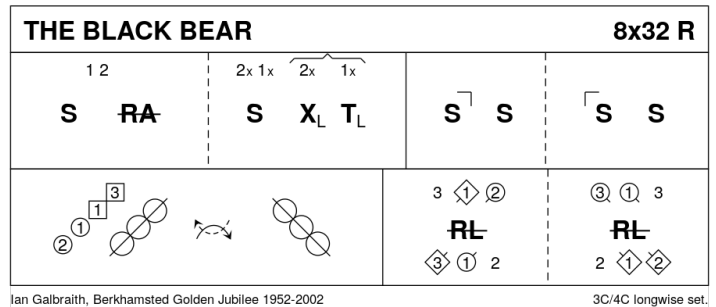 THE BLACK BEAR 8x32 R
1 2 2x 1x 2x 1x
S RA S X L T L S S S S
3 3 1 2 3 1 3
1
1 RL RL
2 3 1 2 2 1 2
Ian Galbraith, Berkhamsted Golden Jubilee 1952-2002 3C/4C longwise set.